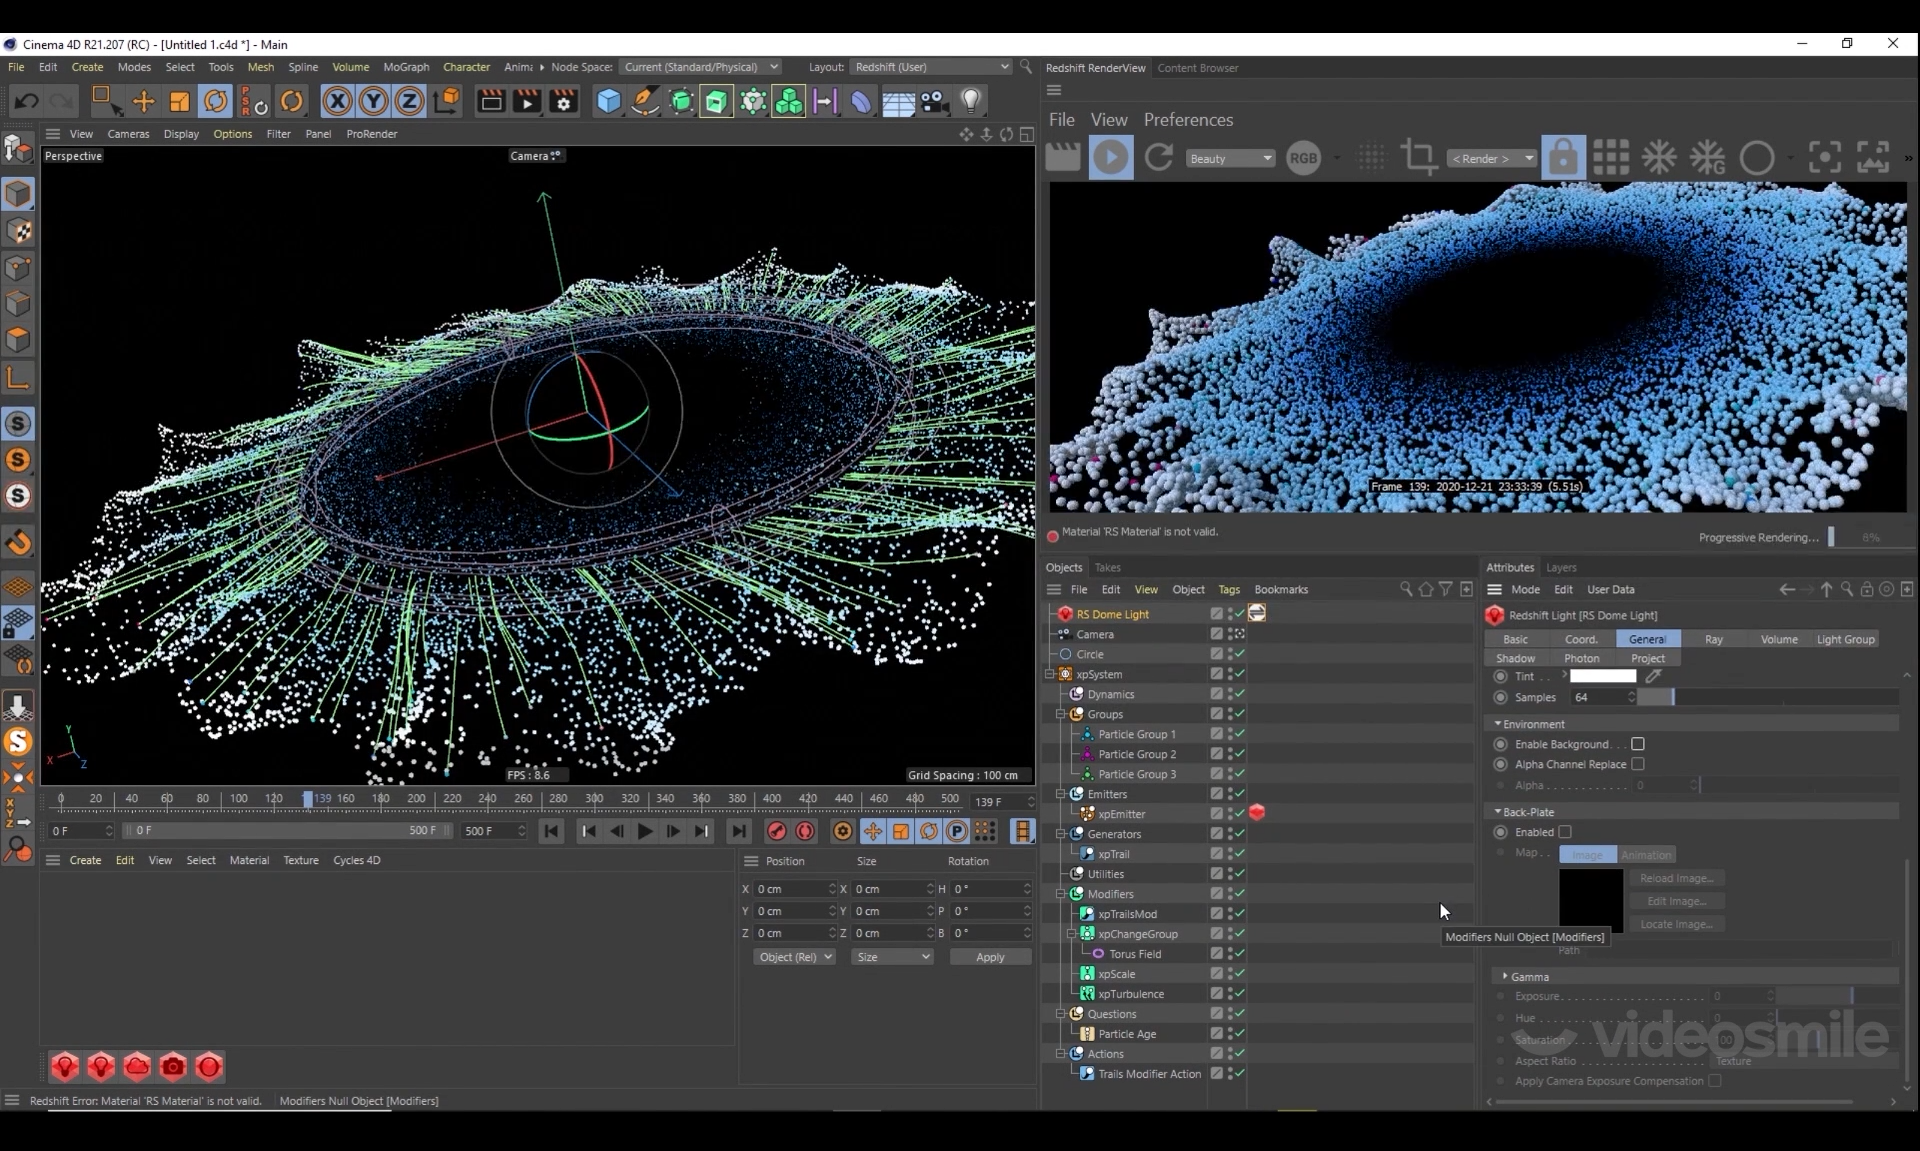 Cinema 4D R21.207 (RC) - [Untitled 1.c4d *] - Main
File Edit Create Modes Select Tools Mesh Spline Volume MoGraph Character Anima Node Space: Current (Standard/Physical) Layout: Redshift (User)
Redshift RenderView Content Browser
View Cameras Display Options Filter Panel ProRender
File View Preferences
Beauty RGB < Render >
Perspective
Camera
Frame 139: 2020-12-21 23:33:39 (5.51s)
Material 'RS Material' is not valid.
Progressive Rendering... 8%
FPS : 8.6
Grid Spacing : 100 cm
0 20 40 60 80 100 120 139 160 180 200 220 240 260 280 300 320 340 360 380 400 420 440 460 480 500 139 F
0 F 0 F 500 F 500 F
Create Edit View Select Material Texture Cycles 4D
Position Size Rotation
X 0 cm X 0 cm H 0 °
Y 0 cm Y 0 cm P 0 °
Z 0 cm Z 0 cm B 0 °
Object (Rel) Size Apply
Objects Takes
File Edit View Object Tags Bookmarks
RS Dome Light
Camera
Circle
xpSystem
Dynamics
Groups
Particle Group 1
Particle Group 2
Particle Group 3
Emitters
xpEmitter
Generators
xpTrail
Utilities
Modifiers
xpTrailsMod
xpChangeGroup
Torus Field
xpScale
xpTurbulence
Questions
Particle Age
Actions
Trails Modifier Action
Modifiers Null Object [Modifiers]
Attributes Layers
Mode Edit User Data
Redshift Light [RS Dome Light]
Basic Coord. General Ray Volume Light Group
Shadow Photon Project
Tint . .
Samples 64
Environment
Enable Background. . .
Alpha Channel Replace
Alpha . . . . . . . . . . . . . 0
Back-Plate
Enabled
Map . . Image Animation
Reload Image...
Edit Image...
Locate Image...
Path
Gamma
Exposure. . . . . . . . . . . . . . . . . . . . . . 0
Hue . . . 0
Saturation
Aspect Ratio Texture
Apply Camera Exposure Compensation
videosmile
Redshift Error: Material 'RS Material' is not valid. Modifiers Null Object [Modifiers]